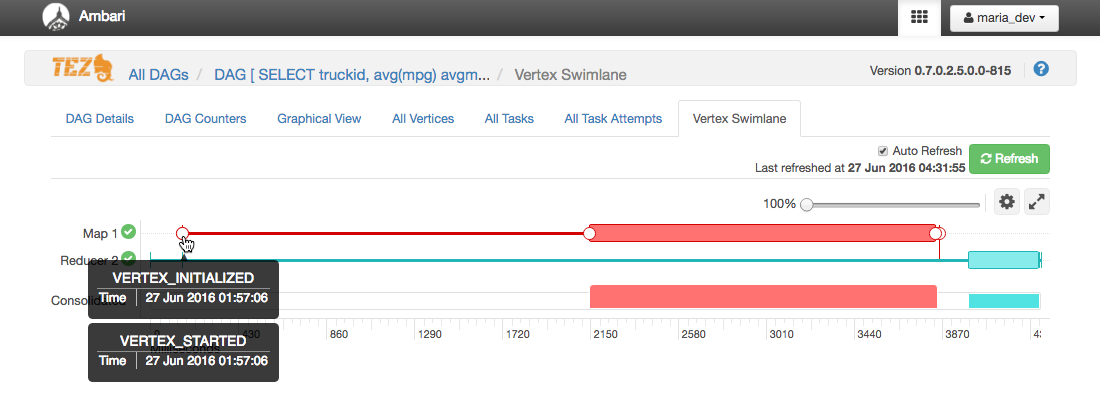 Ambari
maria_dev
TEZ All DAGs / DAG [ SELECT truckid, avg(mpg) avgm... / Vertex Swimlane
Version 0.7.0.2.5.0.0-815
DAG Details DAG Counters Graphical View All Vertices All Tasks All Task Attempts Vertex Swimlane
Auto Refresh
Last refreshed at 27 Jun 2016 04:31:55
Refresh
100%
Map 1
Reducer 2
VERTEX_INITIALIZED
Time 27 Jun 2016 01:57:06
0 430 860 1290 1720 2150 2580 3010 3440 3870
VERTEX_STARTED
Time 27 Jun 2016 01:57:06